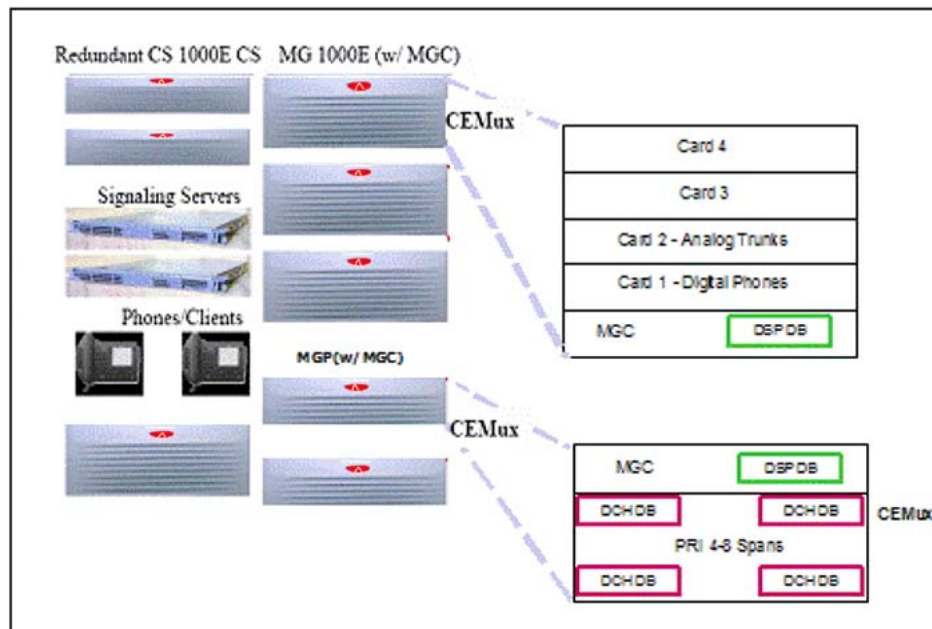 Redundant CS 1000E CS
MG 1000E (w/ MGC)
CEMux
Signaling Servers
Phones/Clients
MGP(w/ MGC)
CEMux
Card 4
Card 3
Card 2 - Analog Trunks
Card 1 - Digital Phones
MGC
DSPDB
MGC
DSPDB
DCHDB
DCHDB
CEMux
PRI 4-8 Spans
DCHDB
DCHDB